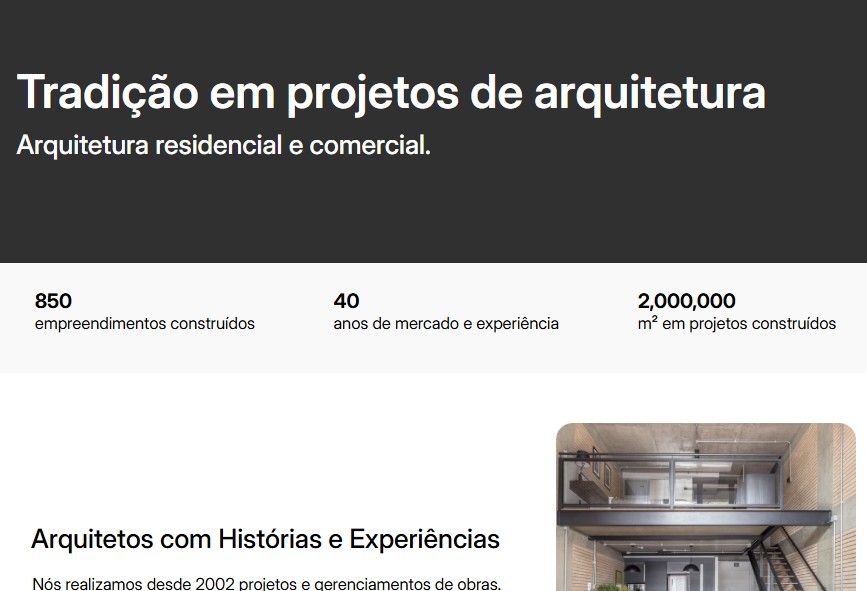 Tradição em projetos de arquitetura
Arquitetura residencial e comercial.
850
empreendimentos construídos
40
anos de mercado e experiência
2,000,000
m² em projetos construídos
Arquitetos com Histórias e Experiências
Nós realizamos desde 2002 projetos e gerenciamentos de obras.